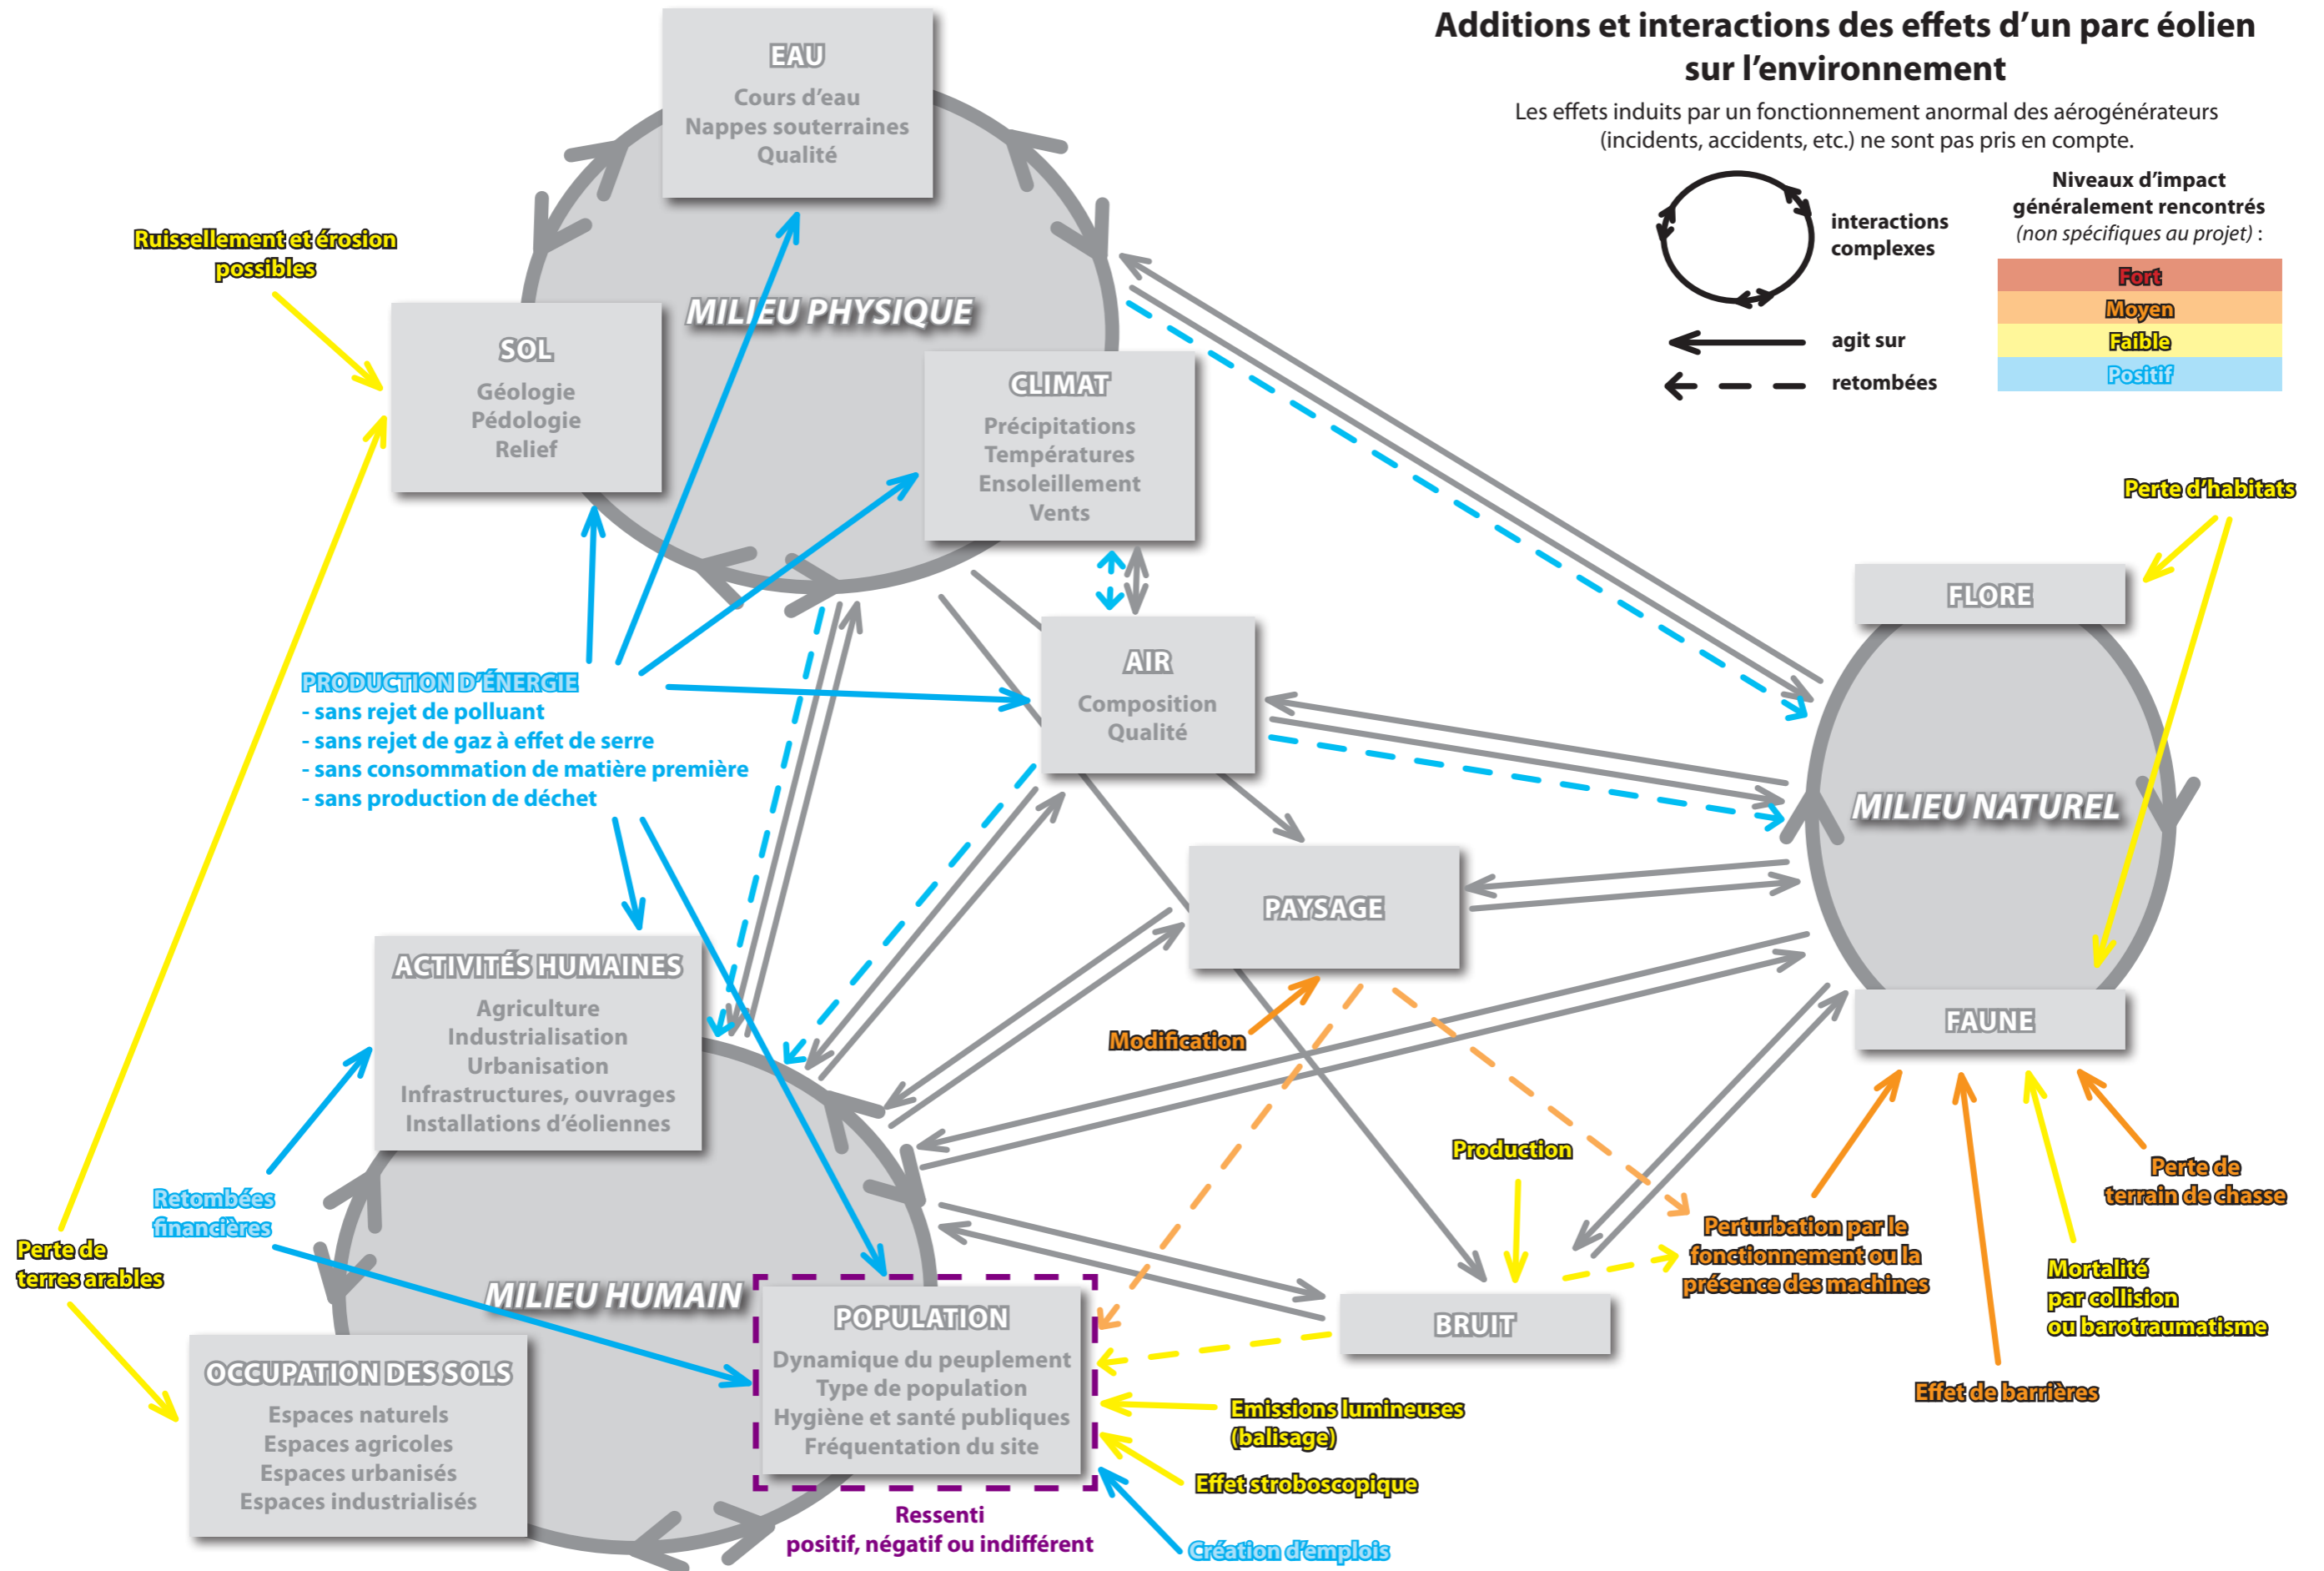 Additions et interactions des effets d’un parc éolien
sur l’environnement
Les effets induits par un fonctionnement anormal des aérogénérateurs
(incidents, accidents, etc.) ne sont pas pris en compte.
interactions
complexes
agit sur
retombées
Niveaux d’impact
généralement rencontrés
(non spécifiques au projet) :
Fort
Moyen
Faible
Positif
EAU
Cours d’eau
Nappes souterraines
Qualité
Ruissellement et érosion
possibles
MILIEU PHYSIQUE
SOL
Géologie
Pédologie
Relief
CLIMAT
Précipitations
Températures
Ensoleillement
Vents
Perte d’habitats
FLORE
AIR
Composition
Qualité
PRODUCTION D’ÉNERGIE
- sans rejet de polluant
- sans rejet de gaz à effet de serre
- sans consommation de matière première
- sans production de déchet
MILIEU NATUREL
PAYSAGE
ACTIVITÉS HUMAINES
Agriculture
Industrialisation
Urbanisation
Infrastructures, ouvrages
Installations d’éoliennes
Modification
FAUNE
Production
Perte de
terrain de chasse
Retombées
financières
Perte de
terres arables
Perturbation par le
fonctionnement ou la
présence des machines
Mortalité
par collision
ou barotraumatisme
MILIEU HUMAIN
POPULATION
Dynamique du peuplement
Type de population
Hygiène et santé publiques
Fréquentation du site
BRUIT
OCCUPATION DES SOLS
Espaces naturels
Espaces agricoles
Espaces urbanisés
Espaces industrialisés
Effet de barrières
Emissions lumineuses
(balisage)
Effet stroboscopique
Ressenti
positif, négatif ou indifférent
Création d’emplois